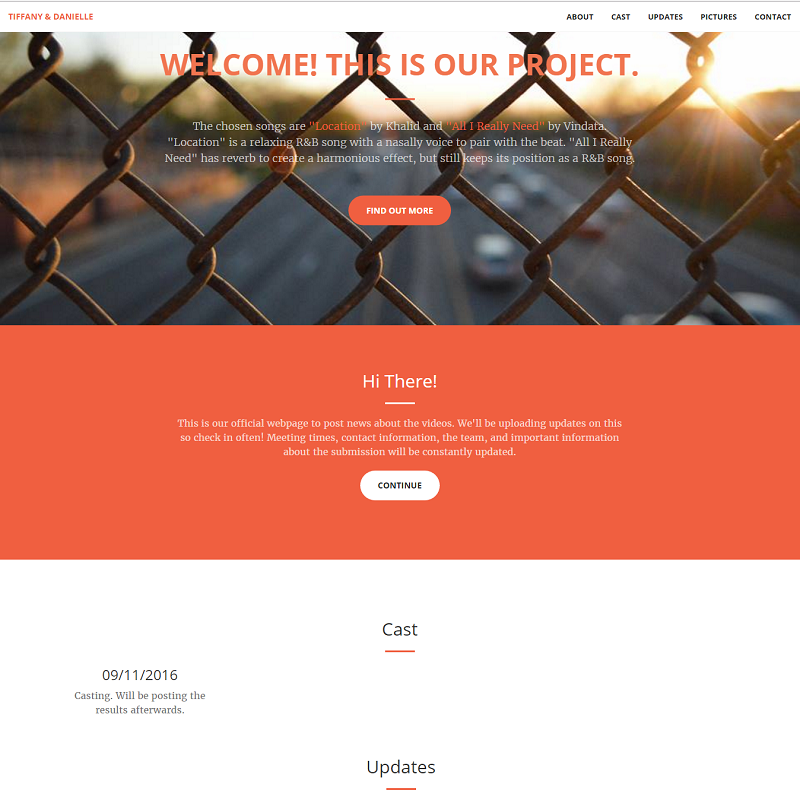 TIFFANY & DANIELLE
ABOUT CAST UPDATES PICTURES CONTACT
WELCOME! THIS IS OUR PROJECT.
The chosen songs are "Location" by Khalid and "All I Really Need" by Vindata.
"Location" is a relaxing R&B song with a nasally voice to pair with the beat. "All I Really
Need" has reverb to create a harmonious effect, but still keeps its position as a R&B song.
FIND OUT MORE
Hi There!
This is our official webpage to post news about the videos. We'll be uploading updates on this
so check in often! Meeting times, contact information, the team, and important information
about the submission will be constantly updated.
CONTINUE
Cast
09/11/2016
Casting. Will be posting the
results afterwards.
Updates